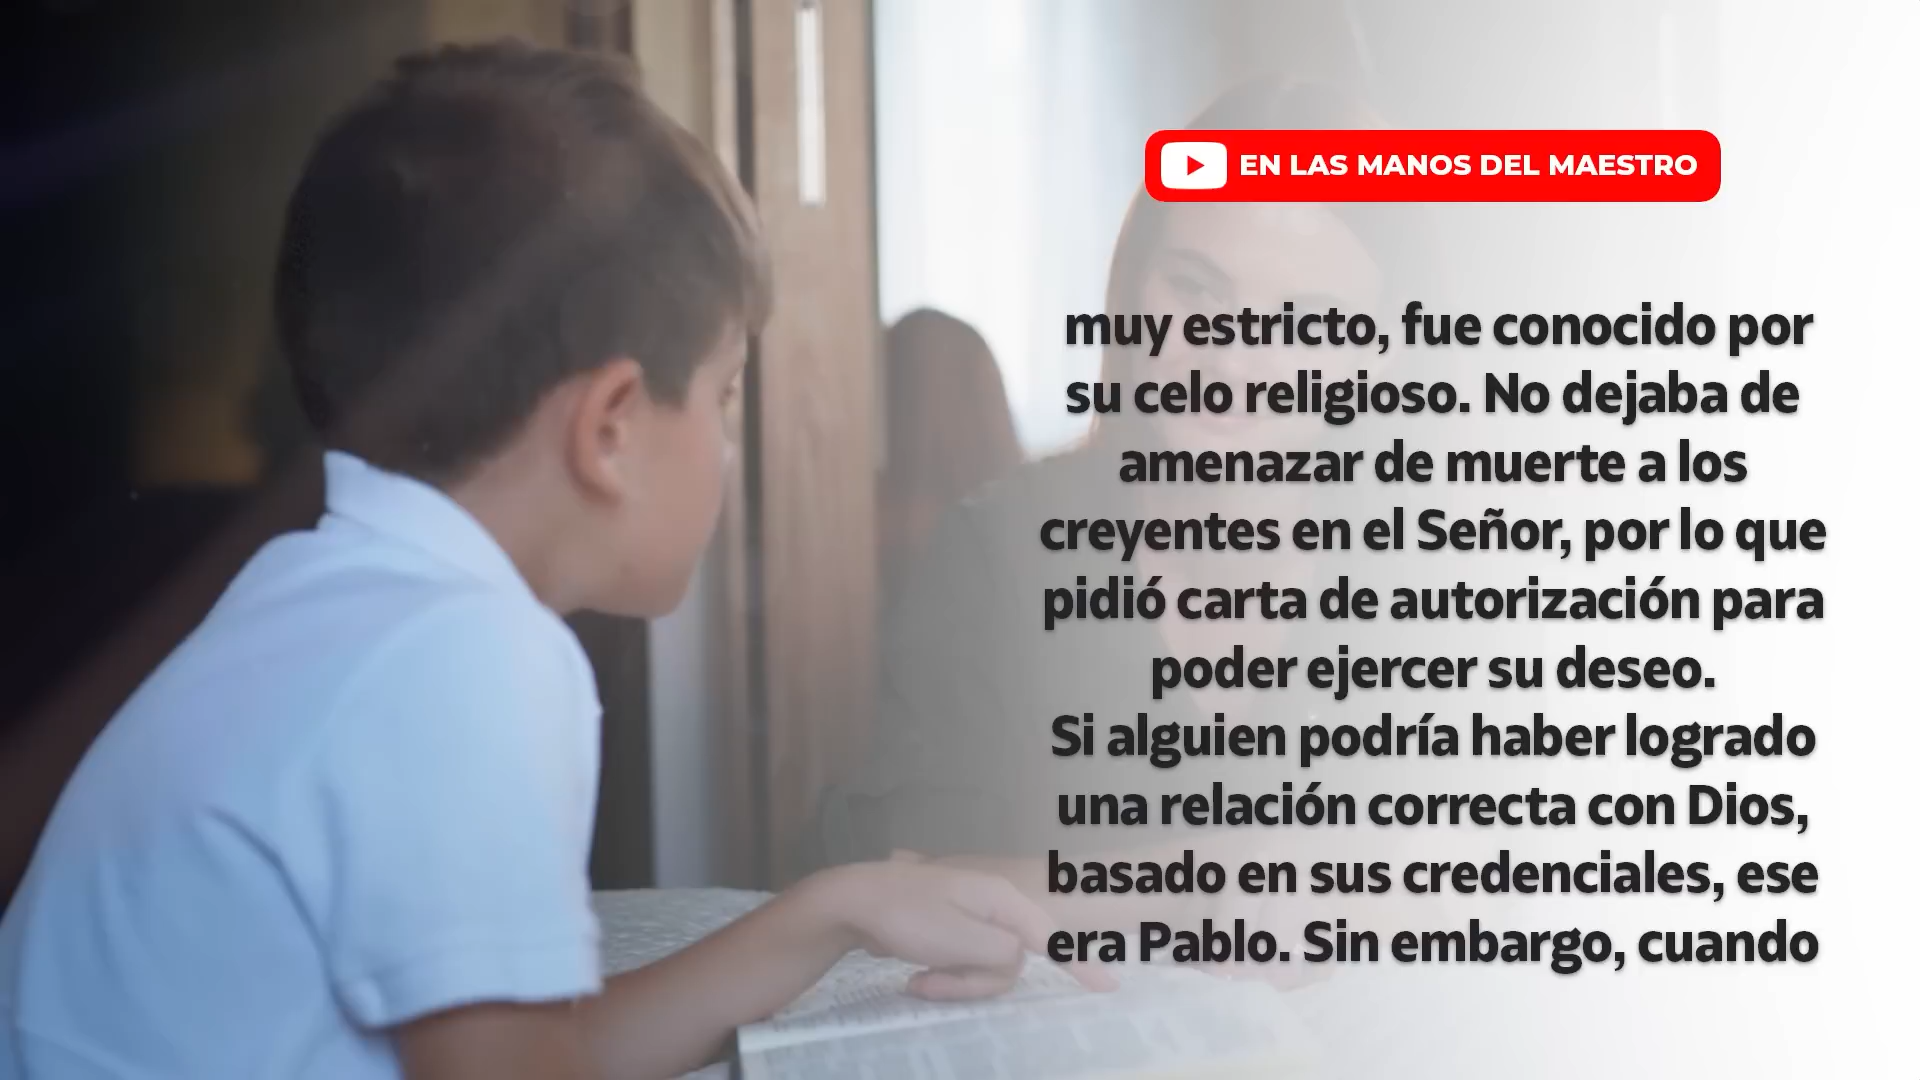 EN LAS MANOS DEL MAESTRO
muy estricto, fue conocido por
su celo religioso. No dejaba de
amenazar de muerte a los
creyentes en el Señor, por lo que
pidió carta de autorización para
poder ejercer su deseo.
Si alguien podría haber logrado
una relación correcta con Dios,
basado en sus credenciales, ese
era Pablo. Sin embargo, cuando